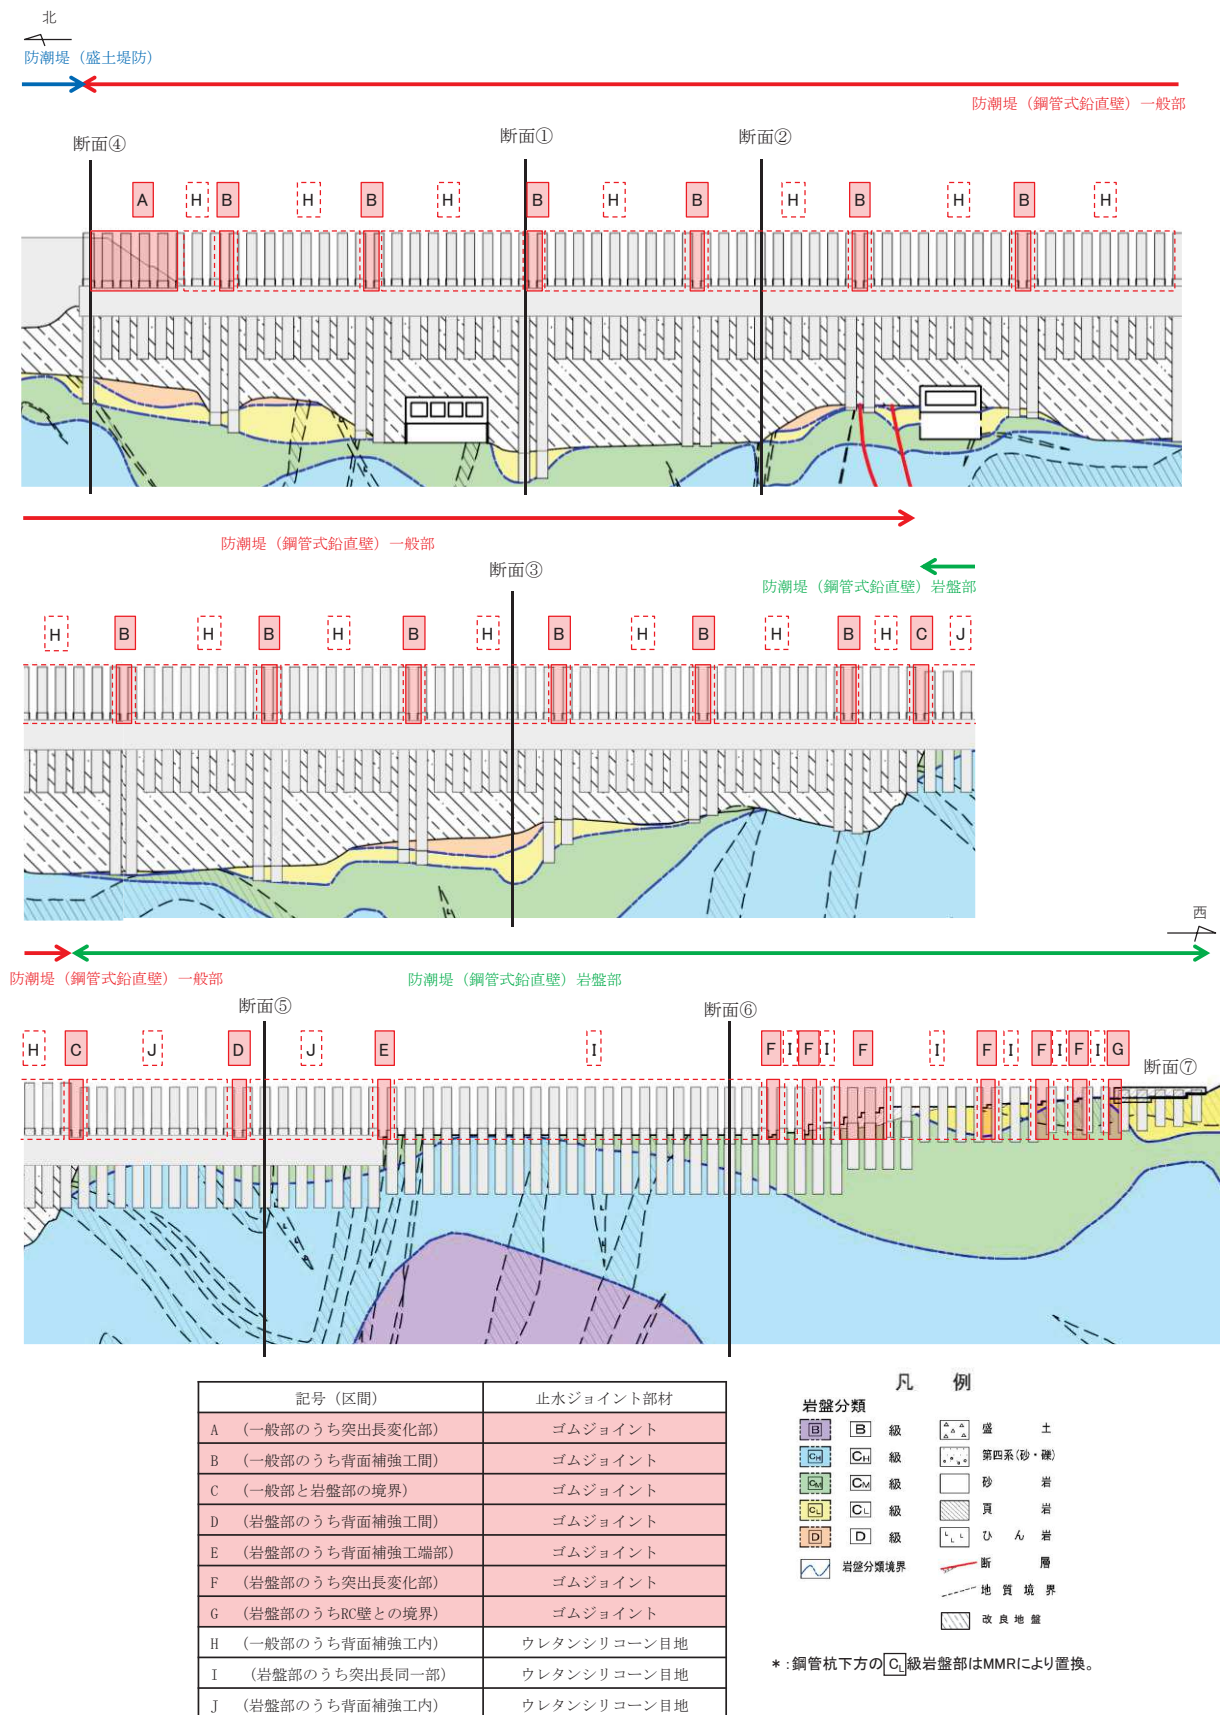 北
防潮堤（盛土堤防）
防潮堤（鋼管式鉛直壁）一般部
断面④ 断面① 断面②
A H B H B H B H B H B H B H
防潮堤（鋼管式鉛直壁）一般部
断面③
防潮堤（鋼管式鉛直壁）岩盤部
H B H B H B H B H B H B H C J
西
防潮堤（鋼管式鉛直壁）一般部 防潮堤（鋼管式鉛直壁）岩盤部
断面⑤ 断面⑥
断面⑦
H C J D J E I F I F I F I F I F I F I G
記号（区間） 止水ジョイント部材
A （一般部のうち突出長変化部） ゴムジョイント
B （一般部のうち背面補強工間） ゴムジョイント
C （一般部と岩盤部の境界） ゴムジョイント
D （岩盤部のうち背面補強工間） ゴムジョイント
E （岩盤部のうち背面補強工端部） ゴムジョイント
F （岩盤部のうち突出長変化部） ゴムジョイント
G （岩盤部のうちRC壁との境界） ゴムジョイント
H （一般部のうち背面補強工内） ウレタンシリコーン目地
I （岩盤部のうち突出長同一部） ウレタンシリコーン目地
J （岩盤部のうち背面補強工内） ウレタンシリコーン目地
凡 例
岩盤分類
B B 級
CH CH 級
CM CM 級
CL CL 級
D D 級
岩盤分類境界
盛 土
第四系(砂・礫)
砂 岩
頁 岩
ひ ん 岩
断 層
地 質 境 界
改 良 地 盤
＊：鋼管杭下方のCL級岩盤部はMMRにより置換。